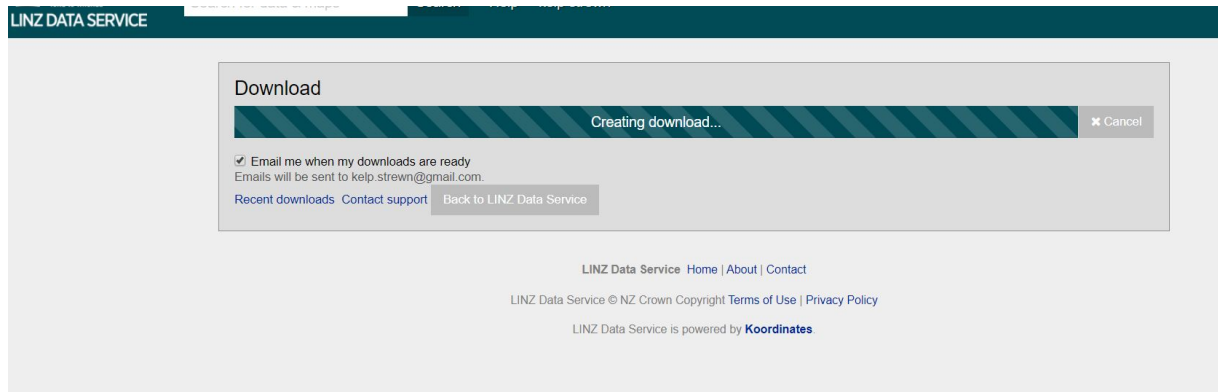 LINZ DATA SERVICE
Download
Creating download...
✖ Cancel
Email me when my downloads are ready
Emails will be sent to kelp.strewn@gmail.com.
Recent downloads Contact support Back to LINZ Data Service
LINZ Data Service Home | About | Contact
LINZ Data Service © NZ Crown Copyright Terms of Use | Privacy Policy
LINZ Data Service is powered by Koordinates.